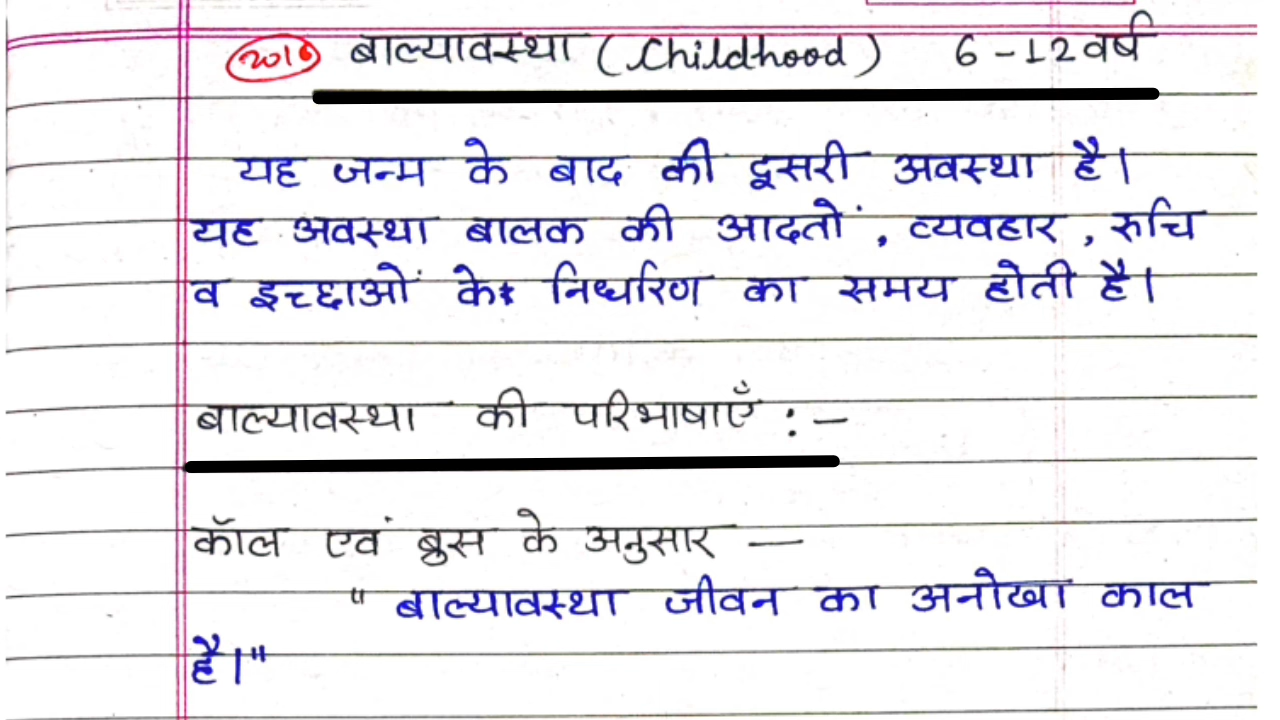 2016 बाल्यावस्था (Childhood) 6-12 वर्ष
यह जन्म के बाद की दूसरी अवस्था है।
यह अवस्था बालक की आदतों, व्यवहार, रुचि
व इच्छाओं के निर्धारण का समय होती है।
बाल्यावस्था की परिभाषाएँ :-
कॉल एवं ब्रुस के अनुसार —
" बाल्यावस्था जीवन का अनोखा काल
है।"